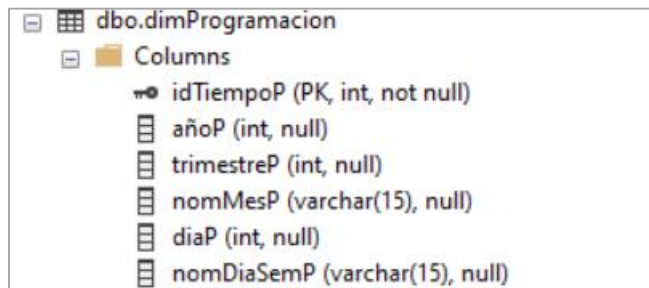 dbo.dimProgramacion
Columns
idTiempoP (PK, int, not null)
añoP (int, null)
trimestreP (int, null)
nomMesP (varchar(15), null)
diaP (int, null)
nomDiaSemP (varchar(15), null)